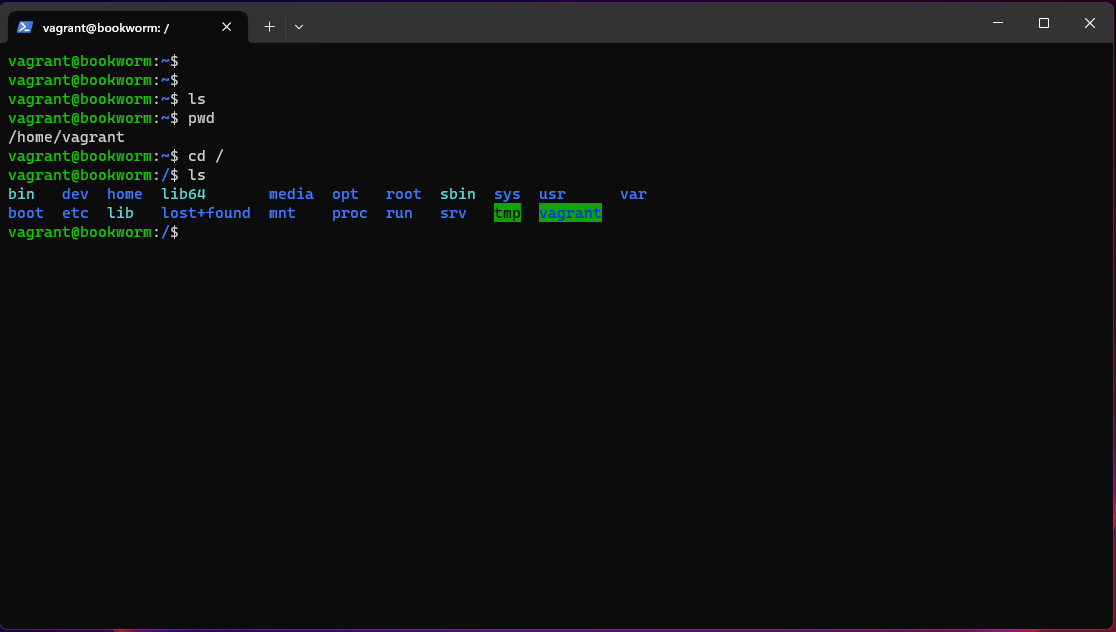 vagrant@bookworm: /
vagrant@bookworm:~$
vagrant@bookworm:~$
vagrant@bookworm:~$ ls
vagrant@bookworm:~$ pwd
/home/vagrant
vagrant@bookworm:~$ cd /
vagrant@bookworm:/$ ls
bin   dev  home  lib64       media  opt   root  sbin  sys  usr      var
boot  etc  lib   lost+found  mnt    proc  run   srv   tmp  vagrant
vagrant@bookworm:/$